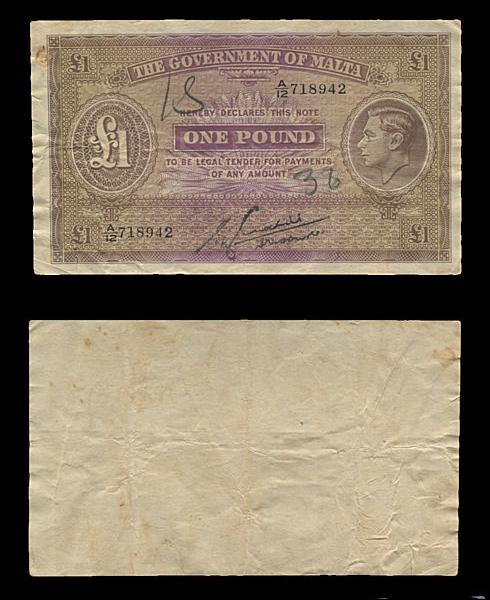 £1
THE GOVERNMENT OF MALTA
£1
A/12 718942
HEREBY DECLARES THIS NOTE
£1
ONE POUND
TO BE LEGAL TENDER FOR PAYMENTS
OF ANY AMOUNT
36
£1
A/12 718942
£1